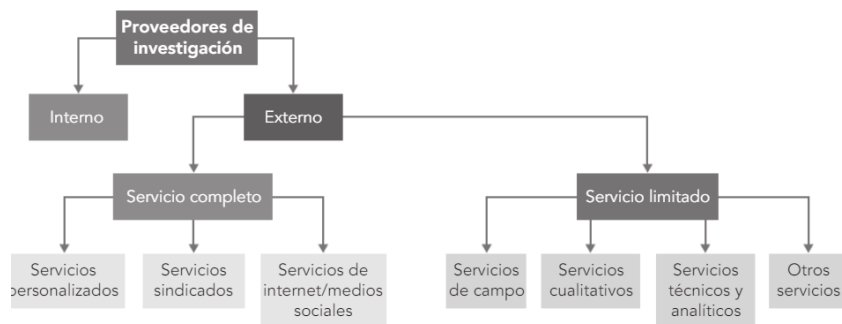 Proveedores de
investigación
Interno
Externo
Servicio completo
Servicio limitado
Servicios
personalizados
Servicios
sindicados
Servicios de
internet/medios
sociales
Servicios
de campo
Servicios
cualitativos
Servicios
técnicos y
analíticos
Otros
servicios